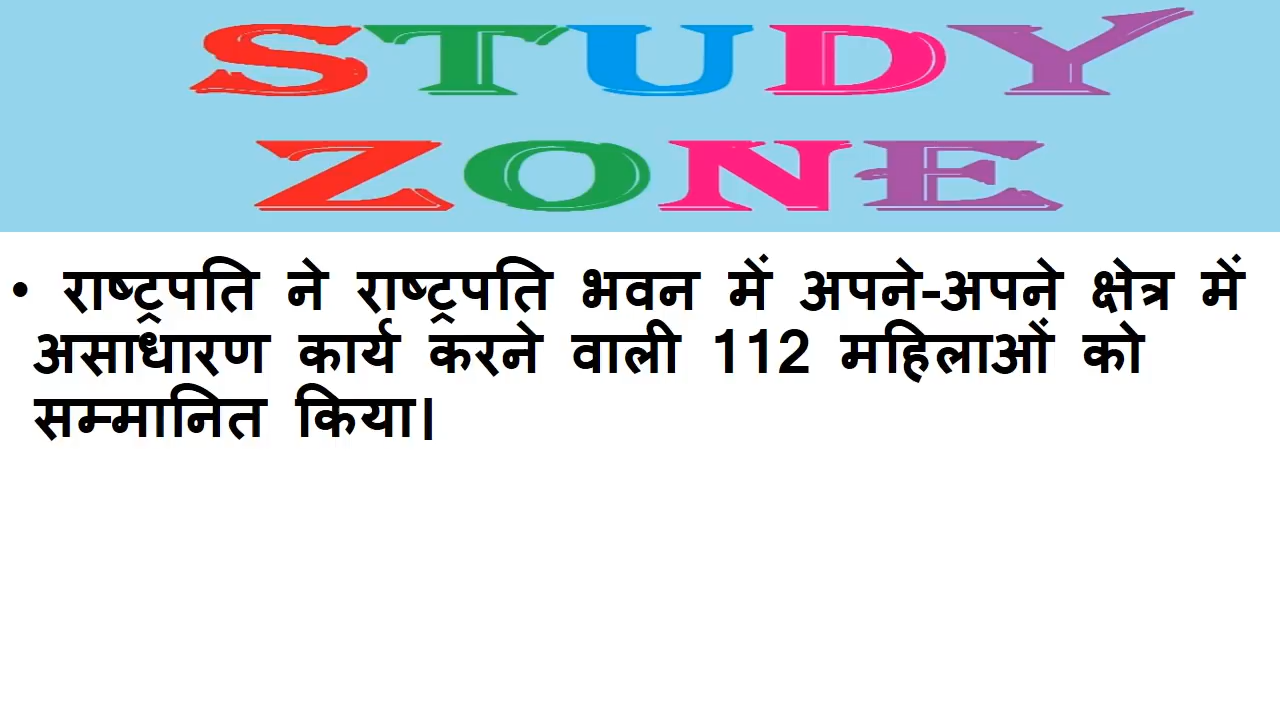 STUDY
ZONE
• राष्ट्रपति ने राष्ट्रपति भवन में अपने-अपने क्षेत्र में
असाधारण कार्य करने वाली 112 महिलाओं को
सम्मानित किया।